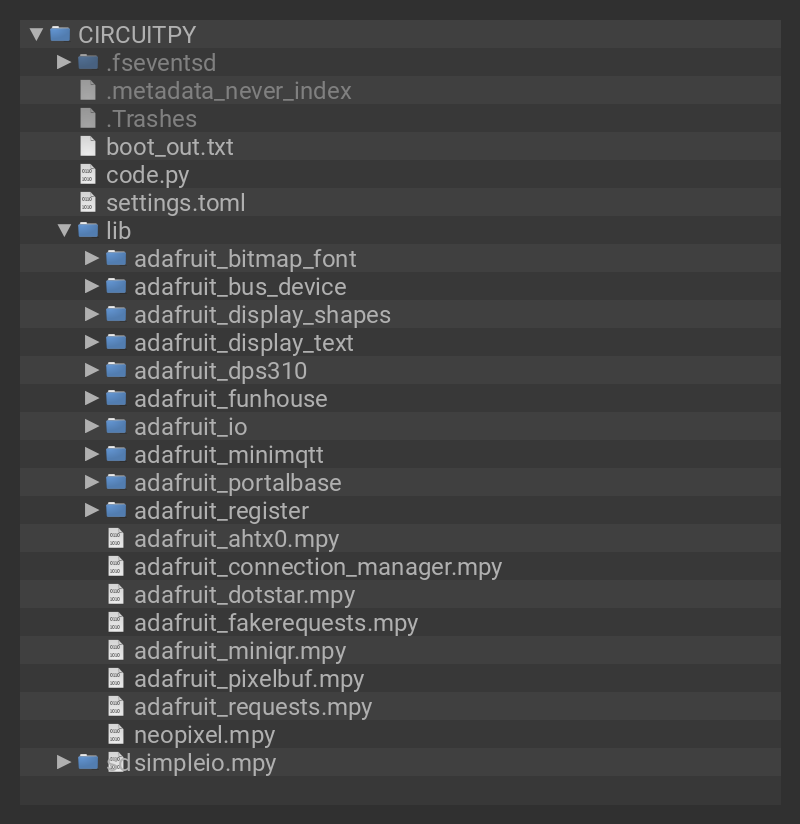 CIRCUITPY
.fseventsd
.metadata_never_index
.Trashes
boot_out.txt
code.py
settings.toml
lib
adafruit_bitmap_font
adafruit_bus_device
adafruit_display_shapes
adafruit_display_text
adafruit_dps310
adafruit_funhouse
adafruit_io
adafruit_minimqtt
adafruit_portalbase
adafruit_register
adafruit_ahtx0.mpy
adafruit_connection_manager.mpy
adafruit_dotstar.mpy
adafruit_fakerequests.mpy
adafruit_miniqr.mpy
adafruit_pixelbuf.mpy
adafruit_requests.mpy
neopixel.mpy
sd simpleio.mpy